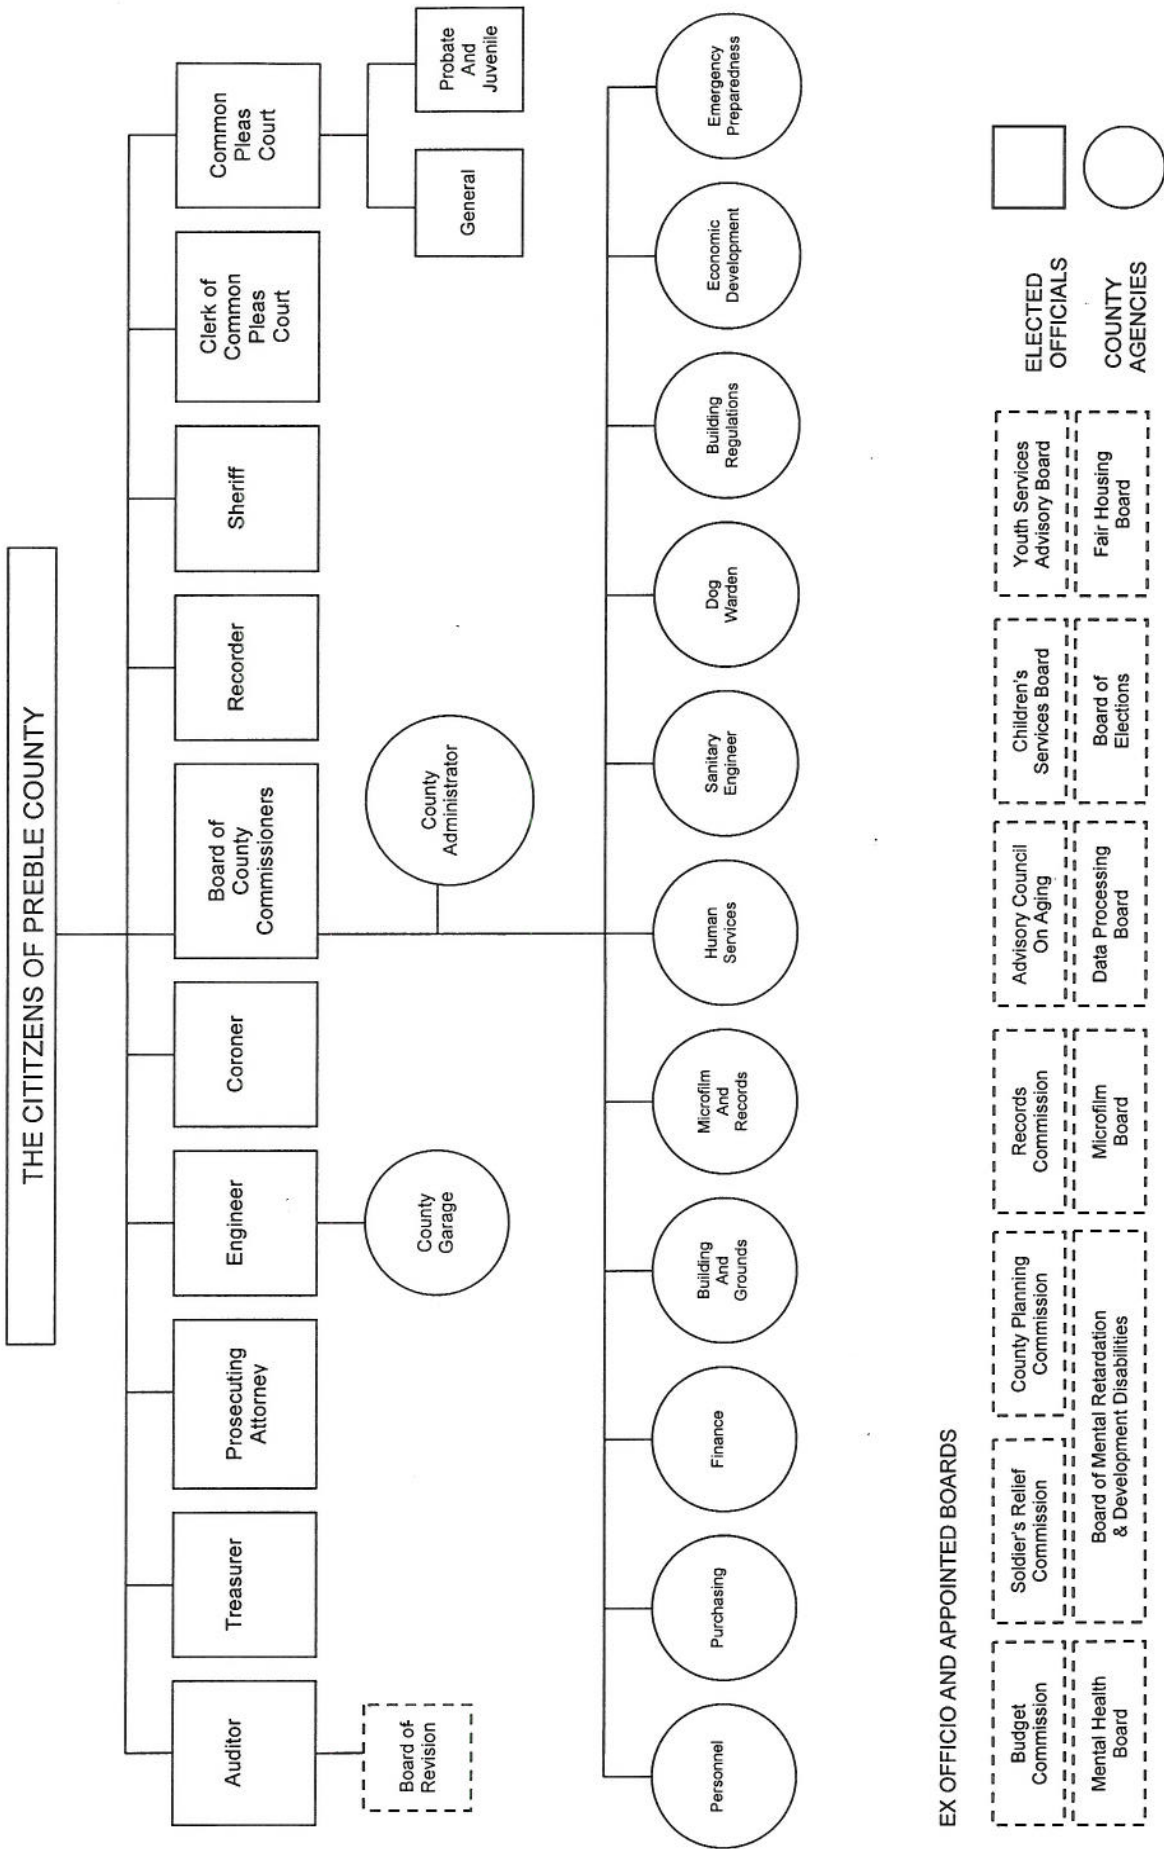 THE CITITZENS OF PREBLE COUNTY
Auditor
Treasurer
Prosecuting
Attorney
Engineer
Coroner
Board of
County
Commissioners
Recorder
Sheriff
Clerk of
Common
Pleas
Court
Common
Pleas
Court
Board of
Revision
County
Garage
County
Administrator
General
Probate
And
Juvenile
Personnel
Purchasing
Finance
Building
And
Grounds
Microfilm
And
Records
Human
Services
Sanitary
Engineer
Dog
Warden
Building
Regulations
Economic
Development
Emergency
Preparedness
EX OFFICIO AND APPOINTED BOARDS
Budget
Commission
Soldier's Relief
Commission
County Planning
Commission
Records
Commission
Advisory Council
On Aging
Children's
Services Board
Youth Services
Advisory Board
Mental Health
Board
Board of Mental Retardation
& Development Disabilities
Microfilm
Board
Data Processing
Board
Board of
Elections
Fair Housing
Board
ELECTED
OFFICIALS
COUNTY
AGENCIES